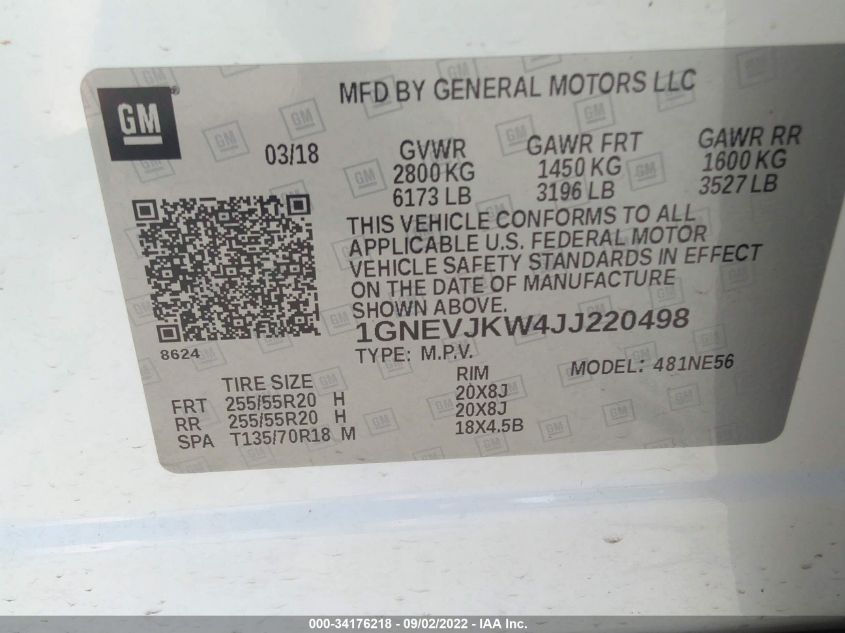 GM
®
MFD BY GENERAL MOTORS LLC
03/18
GVWR
2800 KG
6173 LB
GAWR FRT
1450 KG
3196 LB
GAWR RR
1600 KG
3527 LB
THIS VEHICLE CONFORMS TO ALL
APPLICABLE U.S. FEDERAL MOTOR
VEHICLE SAFETY STANDARDS IN EFFECT
ON THE DATE OF MANUFACTURE
SHOWN ABOVE.
8624
1GNEVJKW4JJ220498
TYPE: M.P.V.
MODEL: 481NE56
TIRE SIZE RIM
FRT 255/55R20 H 20X8J
RR 255/55R20 H 20X8J
SPA T135/70R18 M 18X4.5B
000-34176218 - 09/02/2022 - IAA Inc.